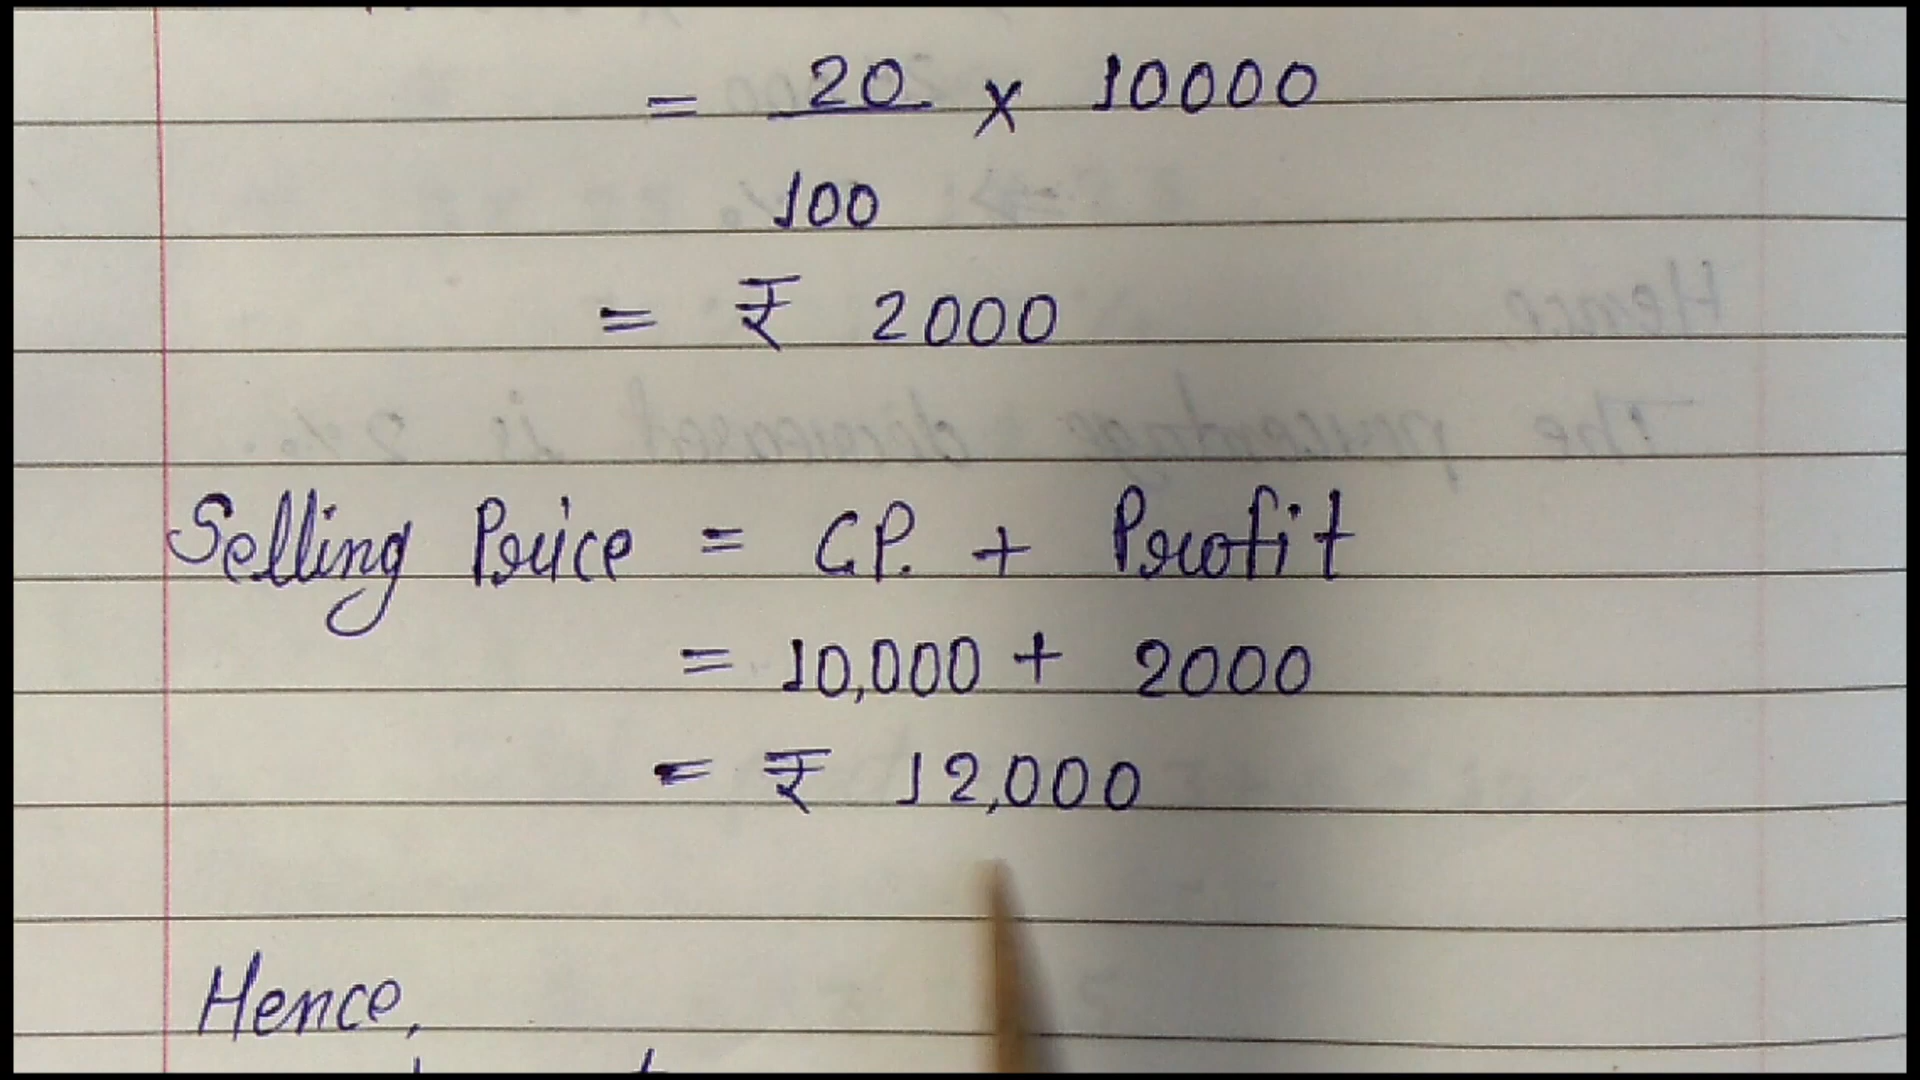 = 20 × 10000
100
= ₹ 2000
Selling Price = C.P. + Profit
= 10,000 + 2000
= ₹ 12,000
Hence,